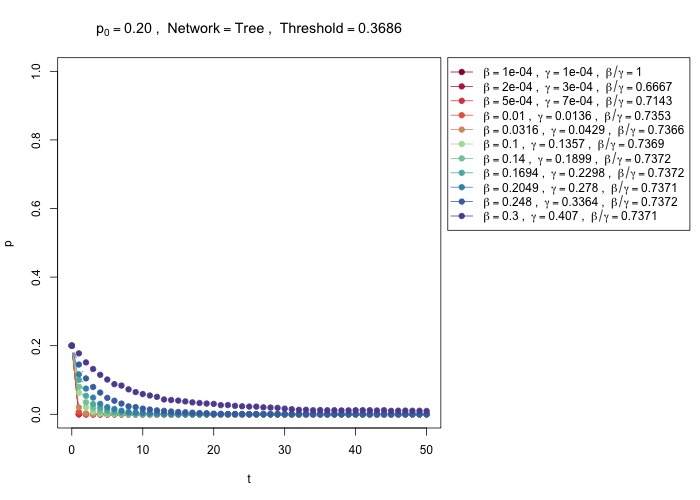 p0 = 0.20 , Network = Tree , Threshold = 0.3686
β = 1e-04 , γ = 1e-04 , β/γ = 1
β = 2e-04 , γ = 3e-04 , β/γ = 0.6667
β = 5e-04 , γ = 7e-04 , β/γ = 0.7143
β = 0.01 , γ = 0.0136 , β/γ = 0.7353
β = 0.0316 , γ = 0.0429 , β/γ = 0.7366
β = 0.1 , γ = 0.1357 , β/γ = 0.7369
β = 0.14 , γ = 0.1899 , β/γ = 0.7372
β = 0.1694 , γ = 0.2298 , β/γ = 0.7372
β = 0.2049 , γ = 0.278 , β/γ = 0.7371
β = 0.248 , γ = 0.3364 , β/γ = 0.7372
β = 0.3 , γ = 0.407 , β/γ = 0.7371
1.0
0.8
0.6
0.4
0.2
0.0
p
0 10 20 30 40 50
t